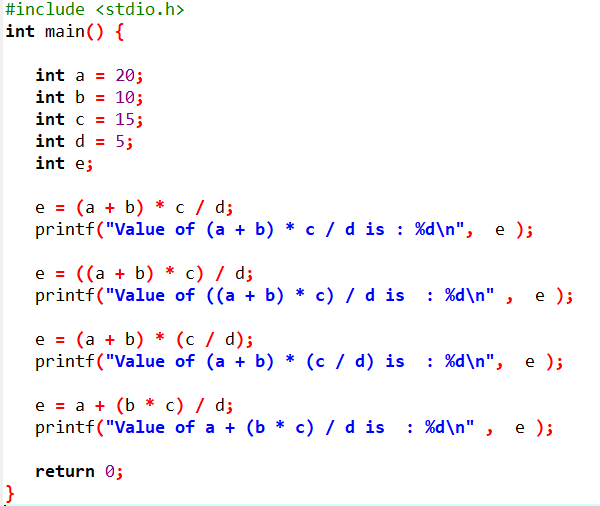 #include <stdio.h>
int main() {
int a = 20;
int b = 10;
int c = 15;
int d = 5;
int e;
e = (a + b) * c / d;
printf("Value of (a + b) * c / d is : %d\n",  e );
e = ((a + b) * c) / d;
printf("Value of ((a + b) * c) / d is  : %d\n" ,  e );
e = (a + b) * (c / d);
printf("Value of (a + b) * (c / d) is  : %d\n",  e );
e = a + (b * c) / d;
printf("Value of a + (b * c) / d is  : %d\n" ,  e );
return 0;
}